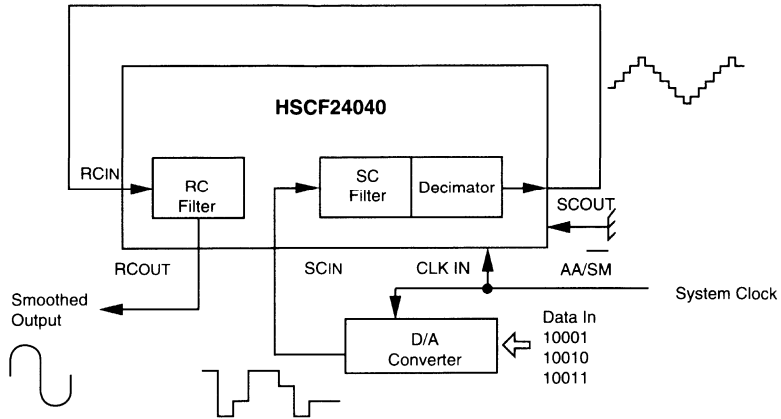 HSCF24040
RCIN
RC
Filter
SC
Filter
Decimator
SCOUT
RCOUT
SCIN
CLK IN
AA/SM
System Clock
Smoothed
Output
D/A
Converter
Data In
10001
10010
10011